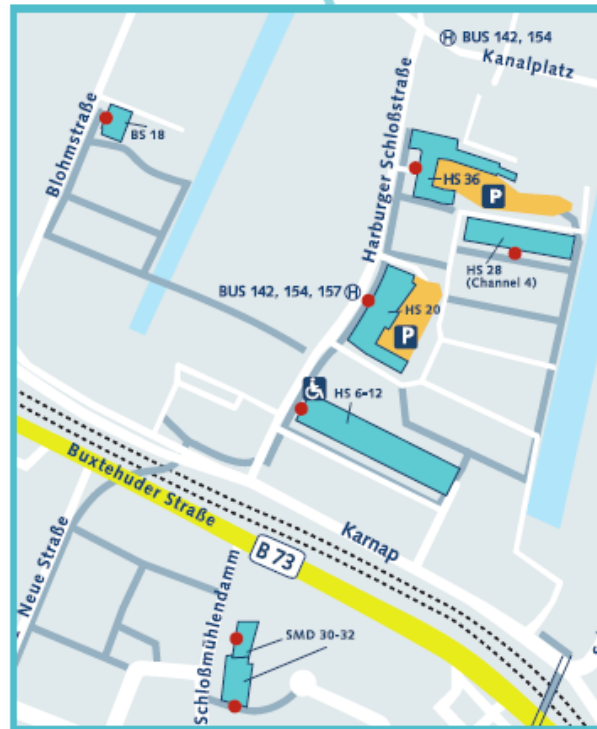 Ⓗ BUS 142, 154
Kanalplatz
Blohmstraße
BS 18
Harburger Schloßstraße
HS 36
P
HS 28
(Channel 4)
BUS 142, 154, 157 Ⓗ
HS 20
P
HS 6-12
Buxtehuder Straße
Neue Straße
B 73
Karnap
Schloßmühlendamm
SMD 30-32